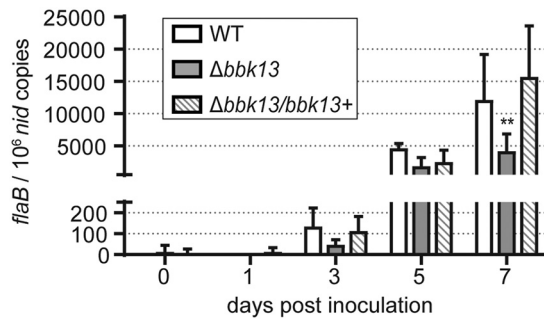 25000
20000
15000
10000
5000
200
100
0
flaB / 10⁶ nid copies
WT
Δbbk13
Δbbk13/bbk13+
**
0 1 3 5 7
days post inoculation